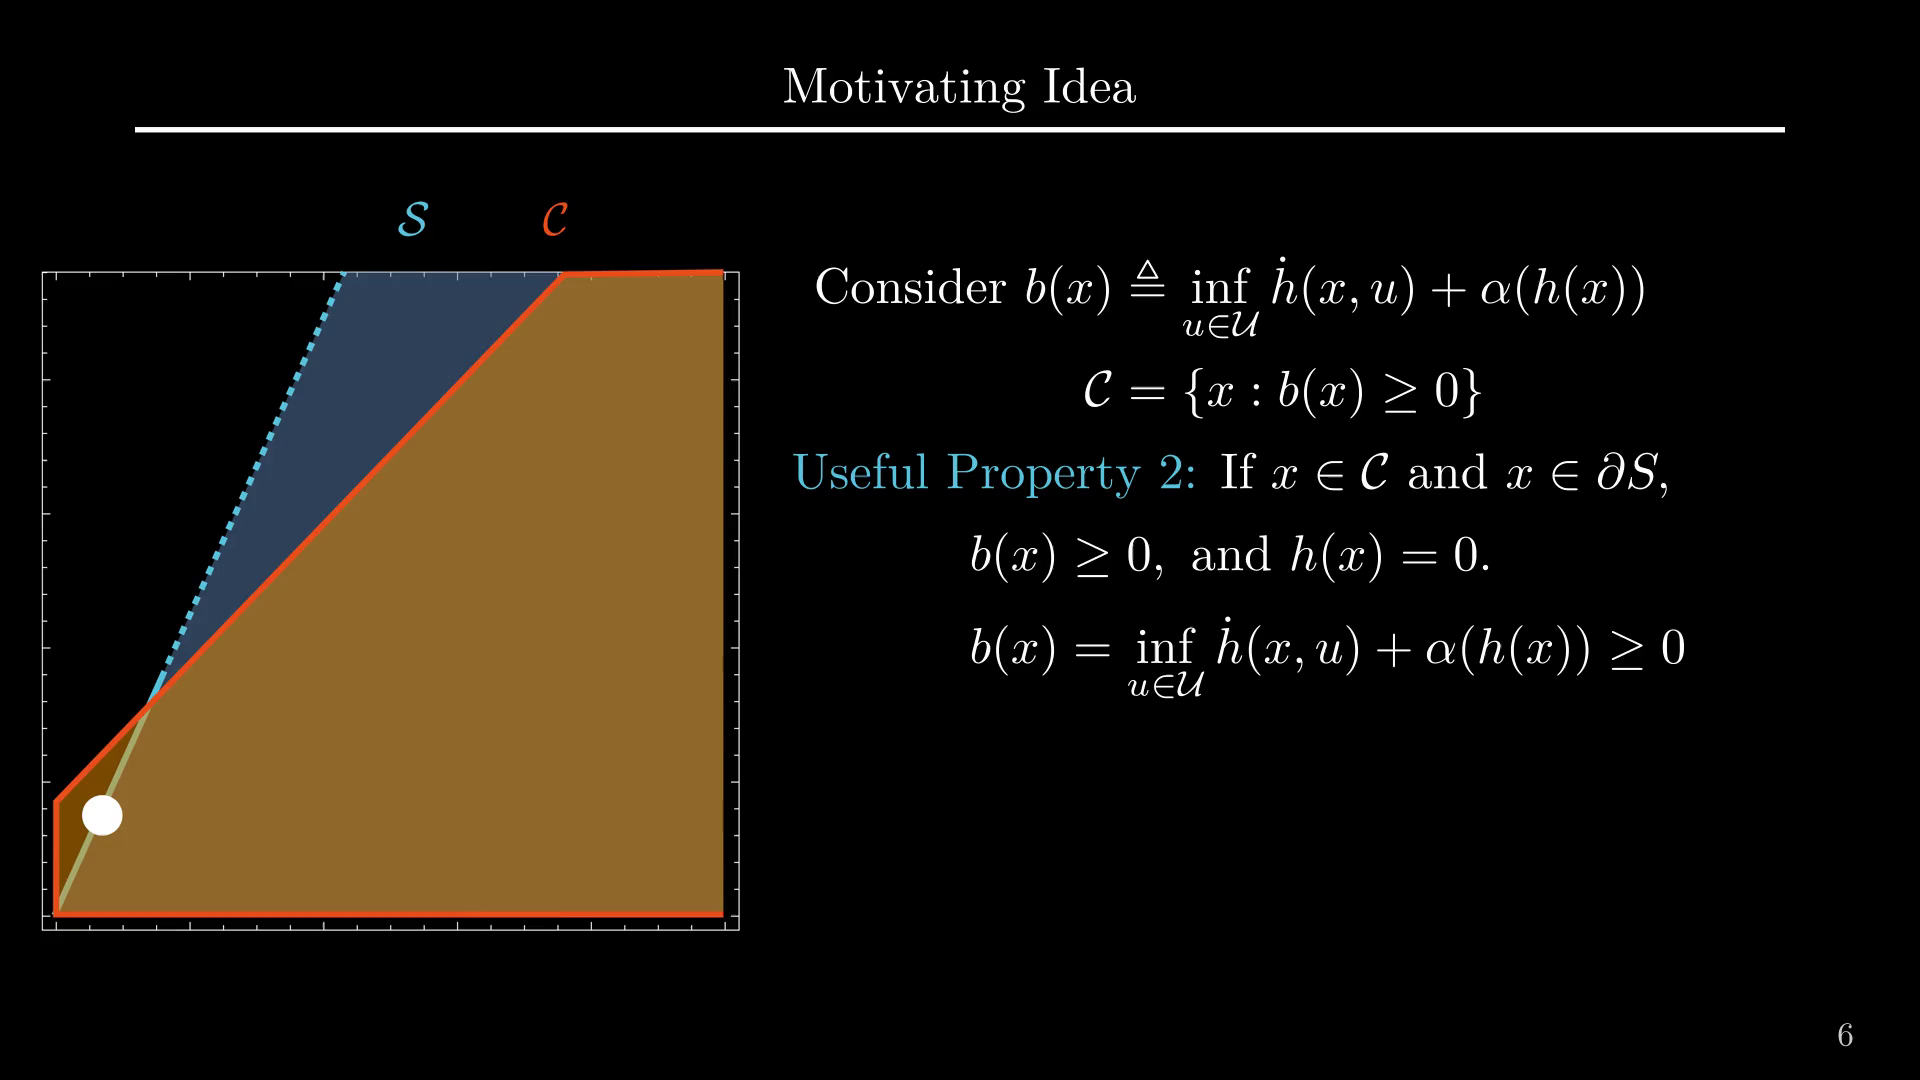 Motivating Idea
𝒮 𝒞
Consider b(x) ≜ inf_{u∈𝒰} ḣ(x, u) + α(h(x))
𝒞 = {x : b(x) ≥ 0}
Useful Property 2: If x ∈ 𝒞 and x ∈ ∂S,
b(x) ≥ 0, and h(x) = 0.
b(x) = inf_{u∈𝒰} ḣ(x, u) + α(h(x)) ≥ 0
6